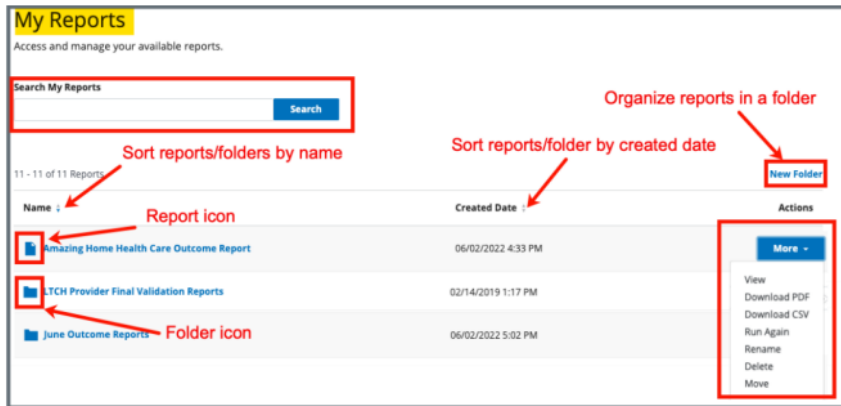 My Reports
Access and manage your available reports.
Search My Reports
Search
Organize reports in a folder
Sort reports/folders by name
Sort reports/folder by created date
11 - 11 of 11 Reports
New Folder
Name
Created Date
Actions
Report icon
Amazing Home Health Care Outcome Report
06/02/2022 4:33 PM
More
LTCH Provider Final Validation Reports
02/14/2019 1:17 PM
View
Download PDF
Download CSV
Run Again
Rename
Delete
Move
June Outcome Reports
Folder icon
06/02/2022 5:02 PM